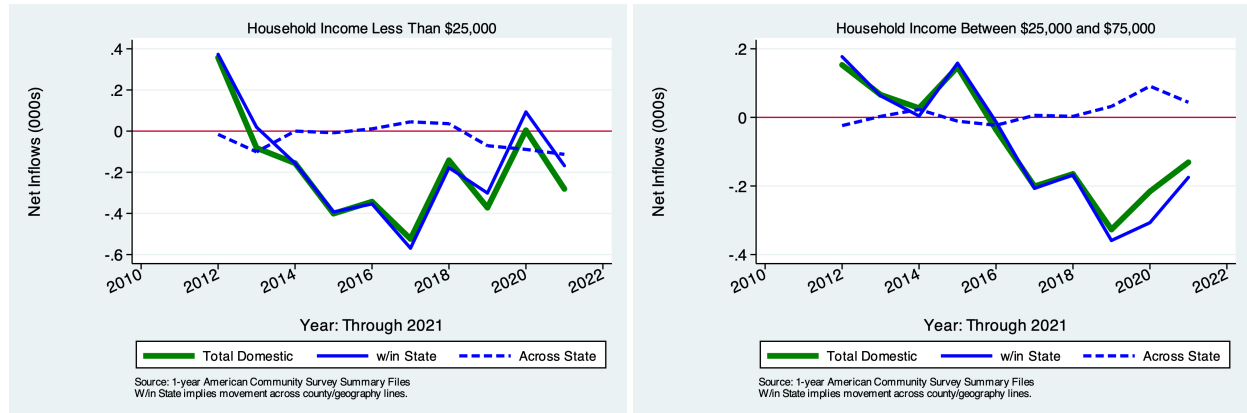 Household Income Less Than $25,000
Net Inflows (000s)
.4
.2
0
-.2
-.4
-.6
2010
2012
2014
2016
2018
2020
2022
Year: Through 2021
Total Domestic
w/in State
Across State
Source: 1-year American Community Survey Summary Files
W/in State implies movement across county/geography lines.
Household Income Between $25,000 and $75,000
Net Inflows (000s)
.2
0
-.2
-.4
2010
2012
2014
2016
2018
2020
2022
Year: Through 2021
Total Domestic
w/in State
Across State
Source: 1-year American Community Survey Summary Files
W/in State implies movement across county/geography lines.